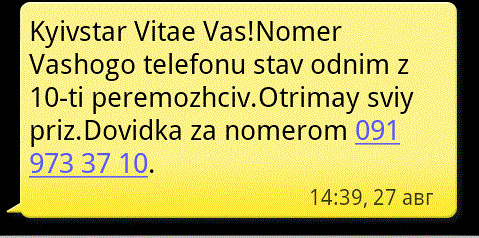 Kyivstar Vitae Vas!Nomer
Vashogo telefonu stav odnim z
10-ti peremozhciv.Otrimay sviy
priz.Dovidka za nomerom 091
973 37 10.
14:39, 27 авг